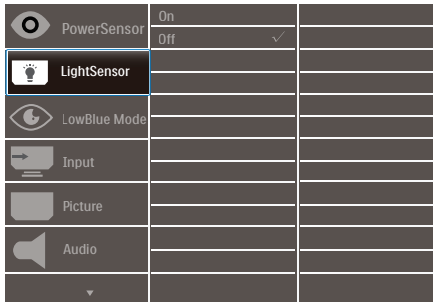 PowerSensor
On
Off
LightSensor
LowBlue Mode
Input
Picture
Audio